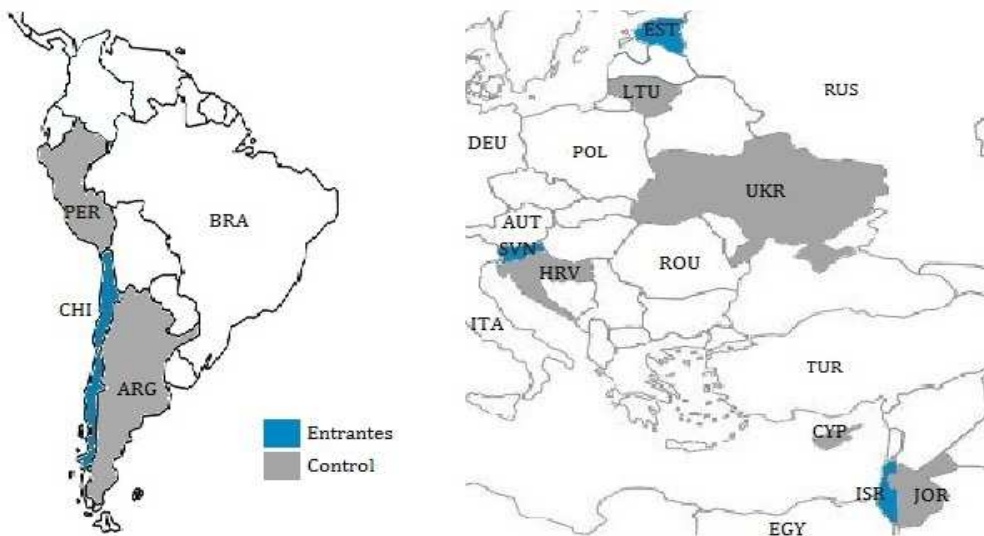 PER
BRA
CHI
ARG
Entrantes
Control
EST
LTU
RUS
DEU
POL
UKR
AUT
SVN
HRV
ROU
ITA
TUR
CYP
ISR
JOR
EGY